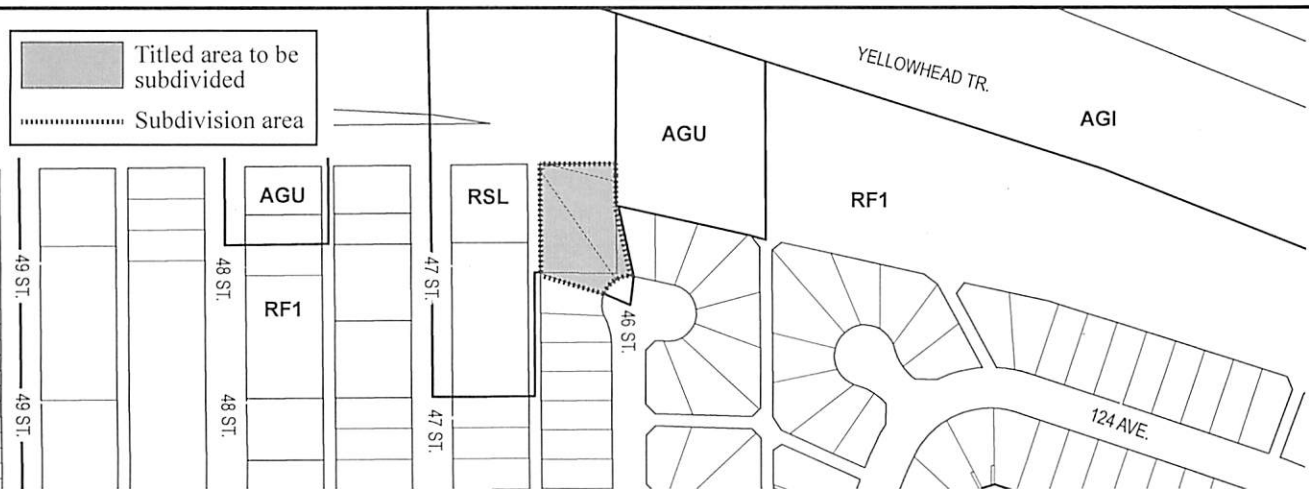 Titled area to be
subdivided
Subdivision area
YELLOWHEAD TR.
AGI
AGU
RF1
AGU
RSL
RF1
49 ST.
48 ST.
47 ST.
46 ST.
49 ST.
48 ST.
47 ST.
124 AVE.